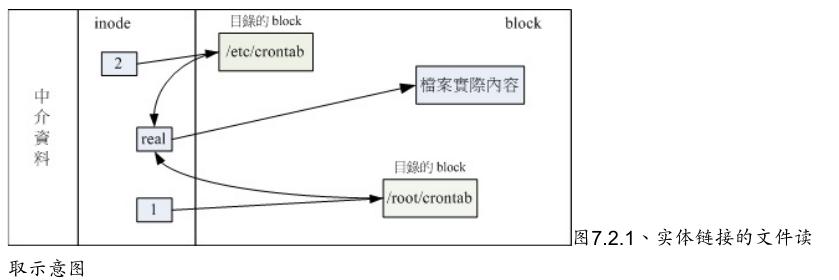 inode
block
目錄的 block
/etc/crontab
2
檔案實際內容
中介資料
real
目錄的 block
/root/crontab
1
图7.2.1、实体链接的文件读
取示意图